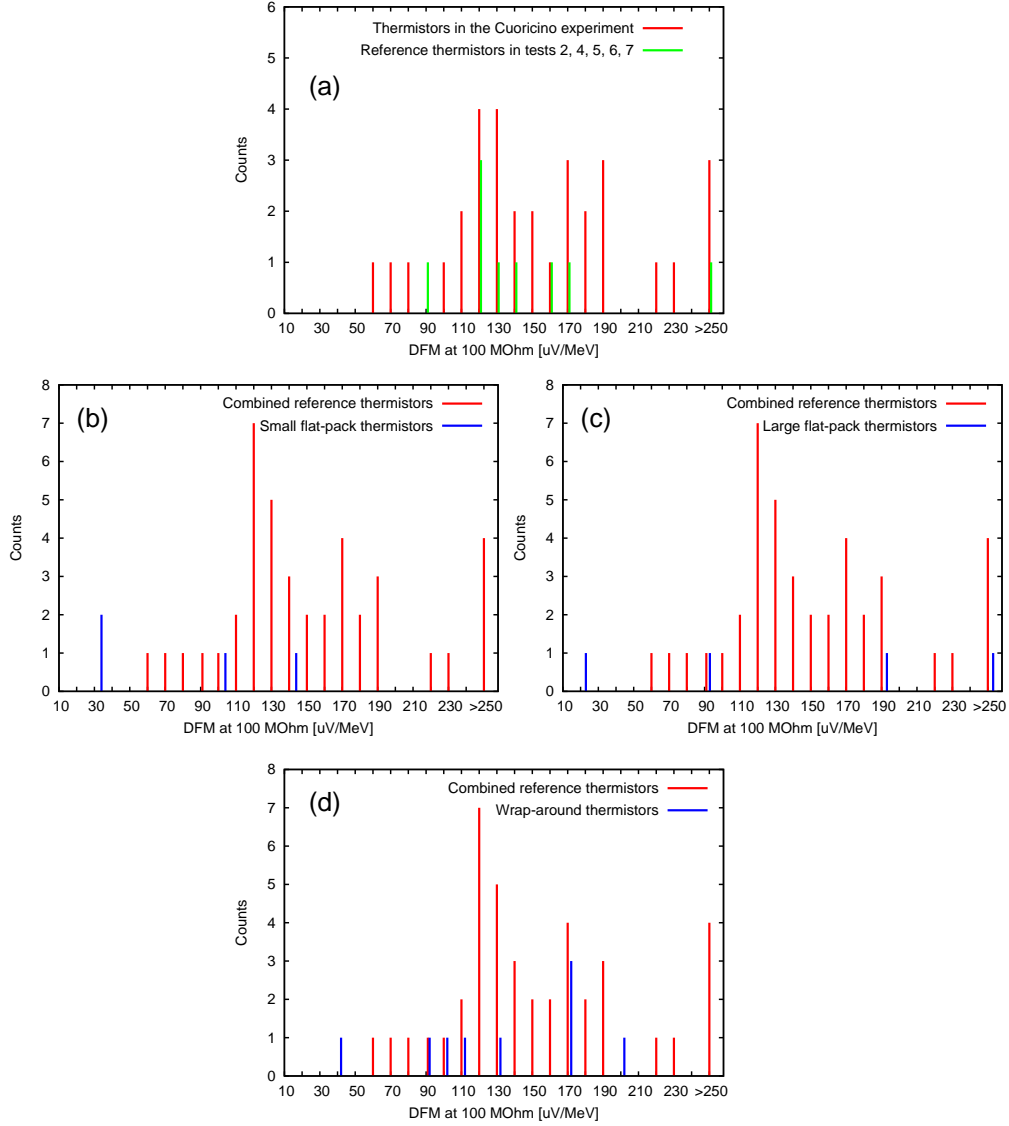 6
5
4
3
2
1
0
Counts
(a)
Thermistors in the Cuoricino experiment
Reference thermistors in tests 2, 4, 5, 6, 7
10 30 50 70 90 110 130 150 170 190 210 230 >250
DFM at 100 MOhm [uV/MeV]
8
7
6
5
4
3
2
1
0
Counts
(b)
Combined reference thermistors
Small flat-pack thermistors
10 30 50 70 90 110 130 150 170 190 210 230 >250
DFM at 100 MOhm [uV/MeV]
8
7
6
5
4
3
2
1
0
Counts
(c)
Combined reference thermistors
Large flat-pack thermistors
10 30 50 70 90 110 130 150 170 190 210 230 >250
DFM at 100 MOhm [uV/MeV]
8
7
6
5
4
3
2
1
0
Counts
(d)
Combined reference thermistors
Wrap-around thermistors
10 30 50 70 90 110 130 150 170 190 210 230 >250
DFM at 100 MOhm [uV/MeV]